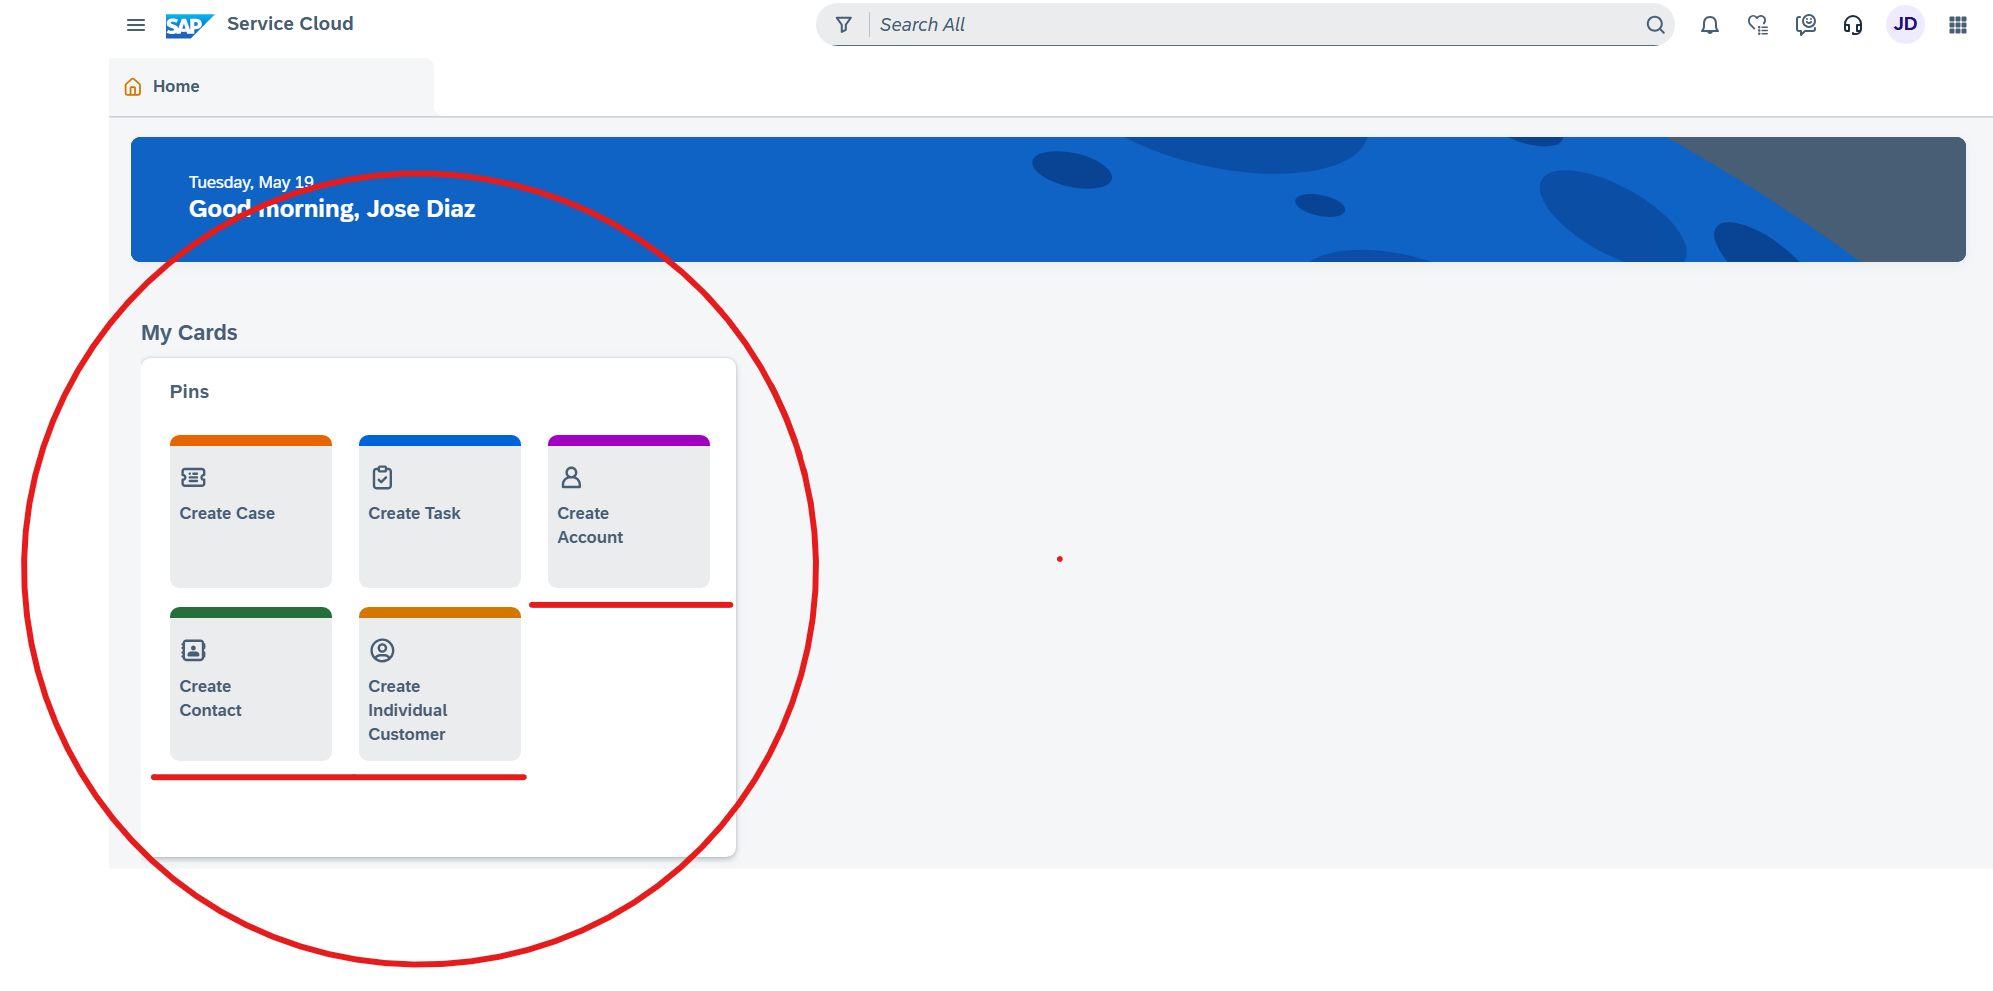 SAP Service Cloud
Search All
JD
Home
Tuesday, May 19
Good morning, Jose Diaz
My Cards
Pins
Create Case
Create Task
Create
Account
Create
Contact
Create
Individual
Customer